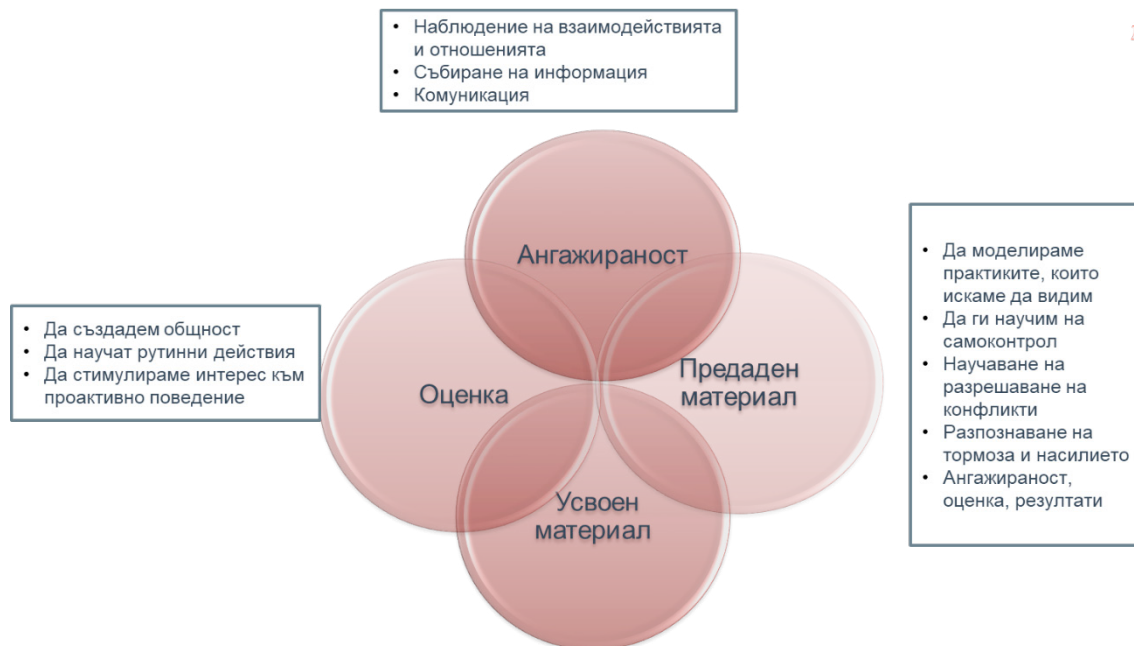 • Наблюдение на взаимодействията
и отношенията
• Събиране на информация
• Комуникация
Ангажираност
• Да създадем общност
• Да научат рутинни действия
• Да стимулираме интерес към
проактивно поведение
Оценка
Предаден
материал
• Да моделираме
практиките, които
искаме да видим
• Да ги научим на
самоконтрол
• Научаване на
разрешаване на
конфликти
• Разпознаване на
тормоза и насилието
• Ангажираност,
оценка, резултати
Усвоен
материал